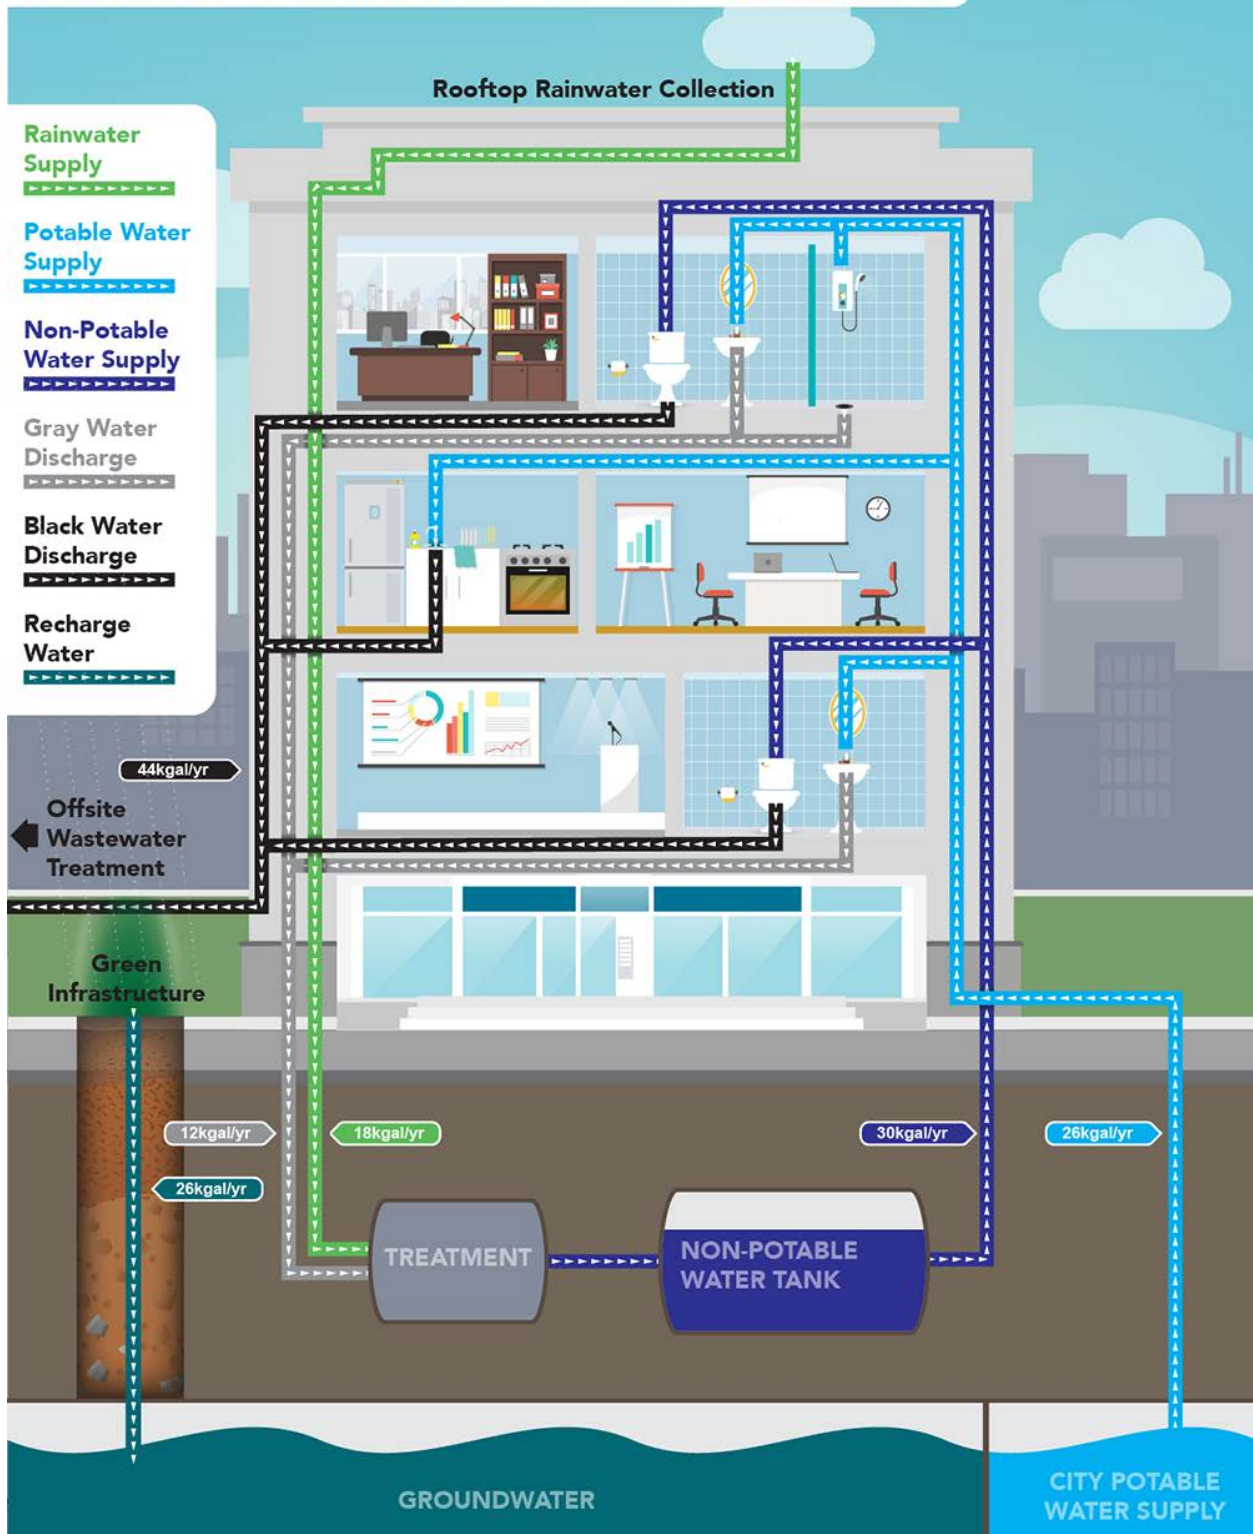 Rooftop Rainwater Collection
Rainwater
Supply
Potable Water
Supply
Non-Potable
Water Supply
Gray Water
Discharge
Black Water
Discharge
Recharge
Water
44kgal/yr
Offsite
Wastewater
Treatment
Green
Infrastructure
12kgal/yr
18kgal/yr
30kgal/yr
26kgal/yr
26kgal/yr
TREATMENT
NON-POTABLE
WATER TANK
GROUNDWATER
CITY POTABLE
WATER SUPPLY